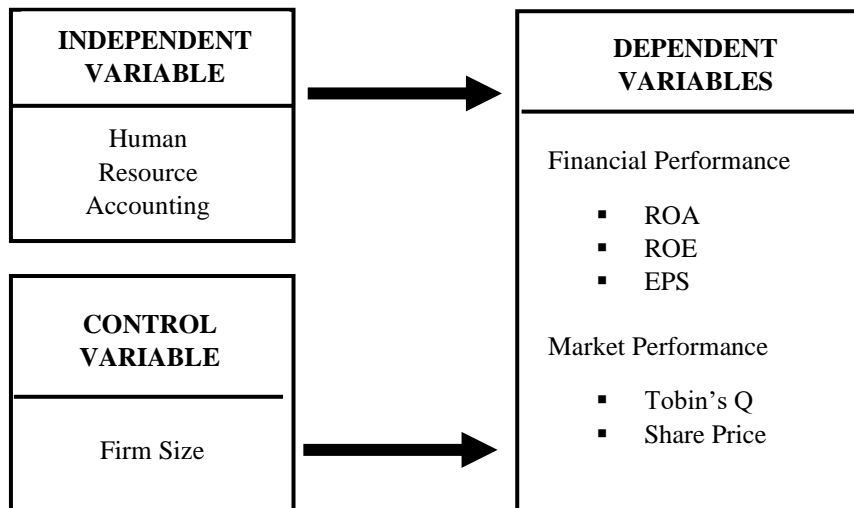 INDEPENDENT
VARIABLE
Human
Resource
Accounting
CONTROL
VARIABLE
Firm Size
DEPENDENT
VARIABLES
Financial Performance
▪ ROA
▪ ROE
▪ EPS
Market Performance
▪ Tobin’s Q
▪ Share Price